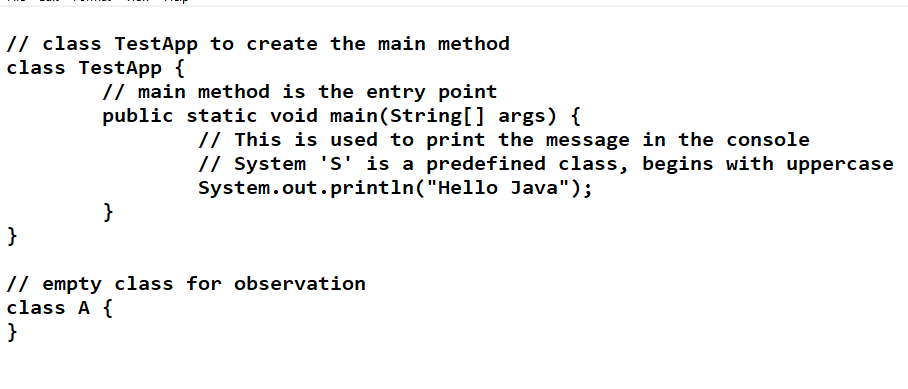 // class TestApp to create the main method
class TestApp {
// main method is the entry point
public static void main(String[] args) {
// This is used to print the message in the console
// System 'S' is a predefined class, begins with uppercase
System.out.println("Hello Java");
}
}
// empty class for observation
class A {
}